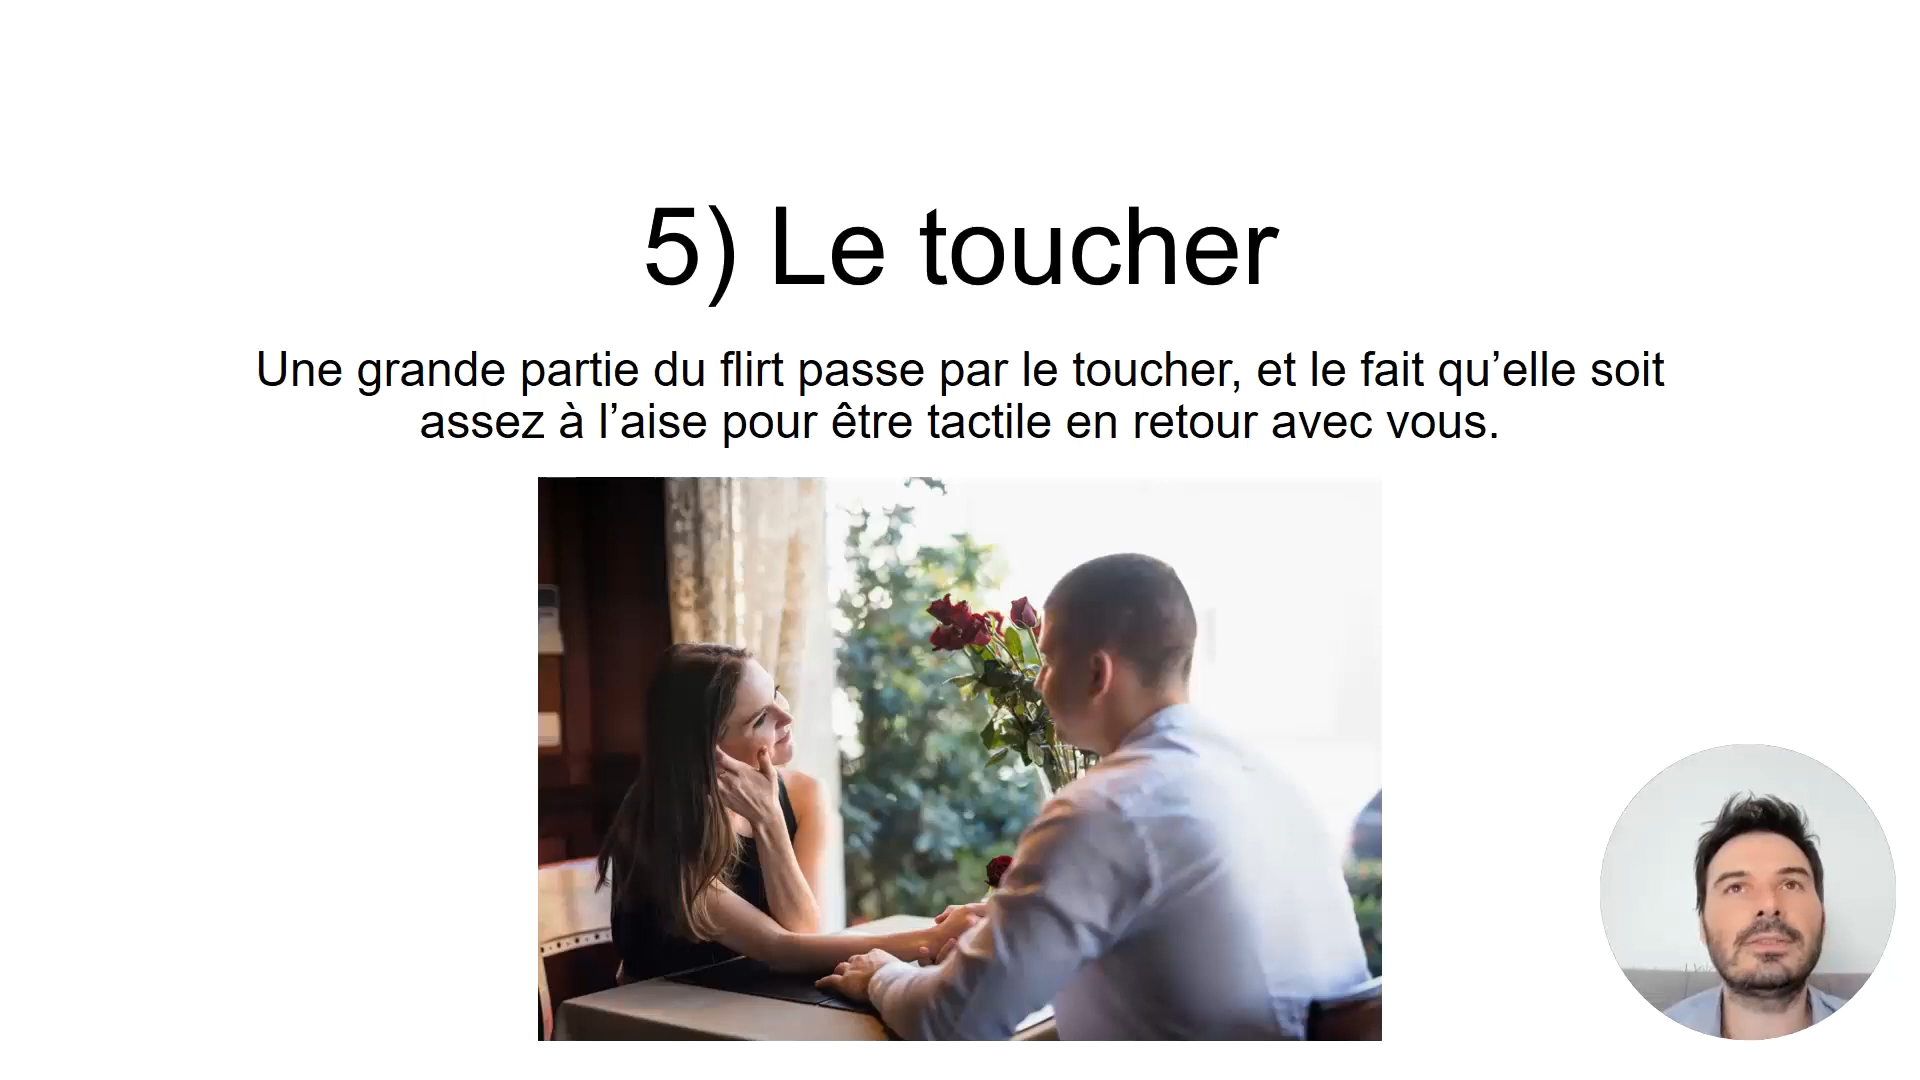 5) Le toucher
Une grande partie du flirt passe par le toucher, et le fait qu’elle soit
assez à l’aise pour être tactile en retour avec vous.